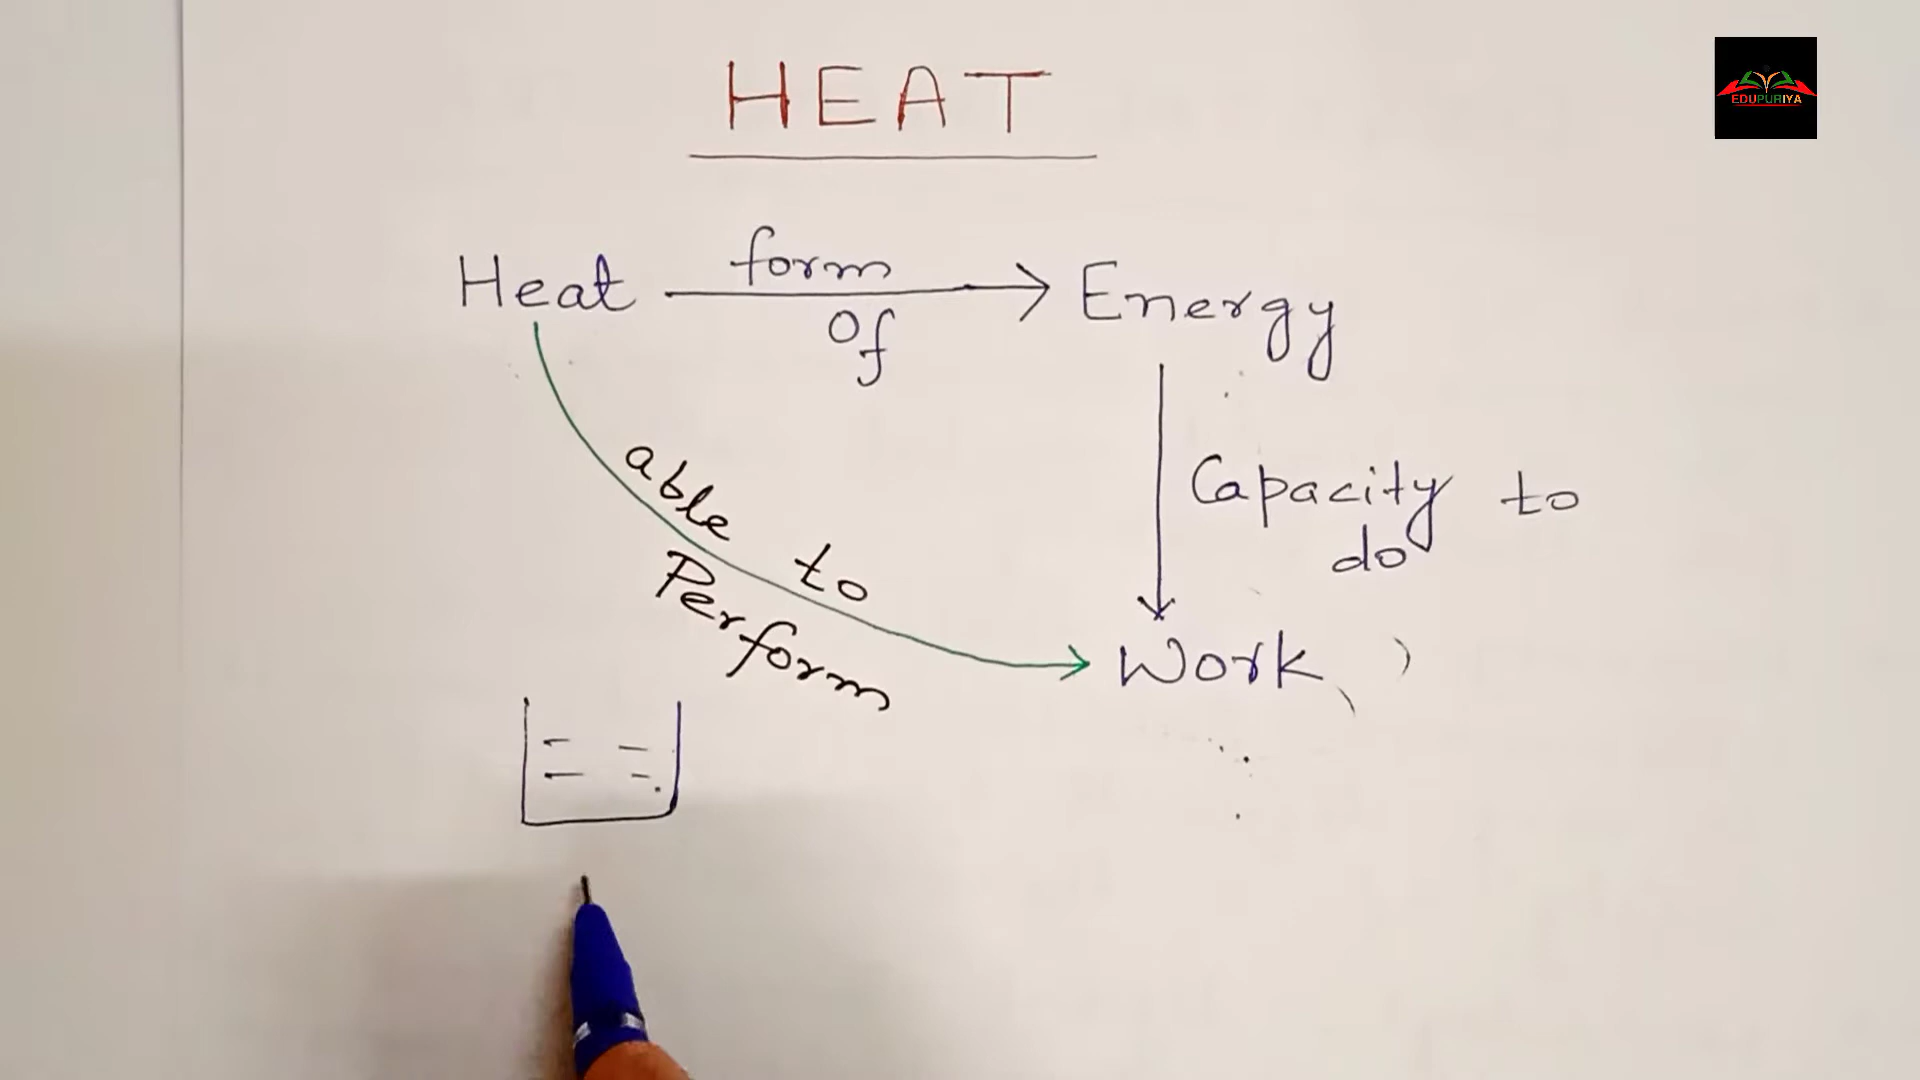 HEAT
EDUPURIYA
Heat form Of Energy
Capacity to
do
able to
Perform
Work